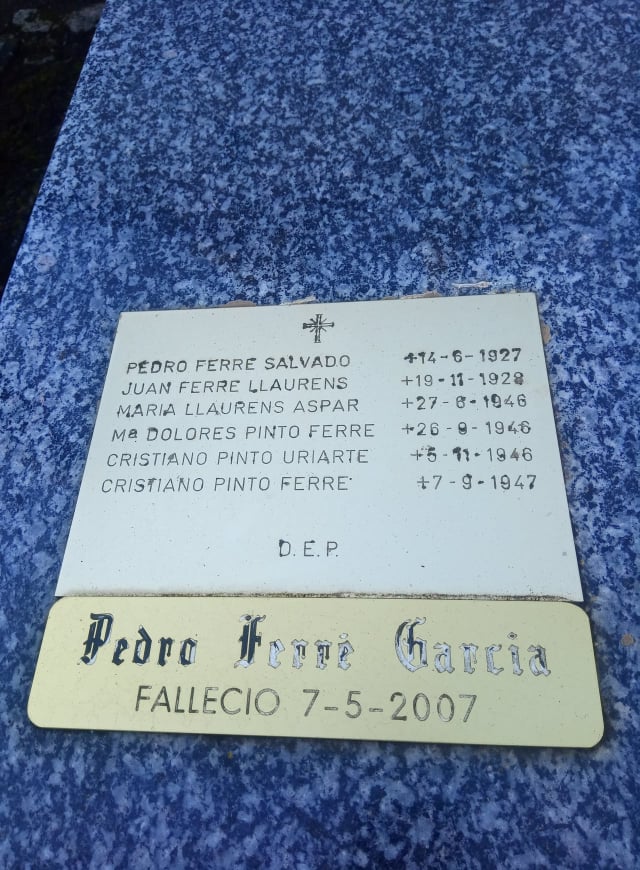 PEDRO FERRE SALVADO +14-6-1927
JUAN FERRE LLAURENS +19-11-1928
MARIA LLAURENS ASPAR +27-6-1946
Mª DOLORES PINTO FERRE +26-9-1946
CRISTIANO PINTO URIARTE +5-11-1946
CRISTIANO PINTO FERRE +7-9-1947
D.E.P.
Pedro Ferré Garcia
FALLECIO 7-5-2007